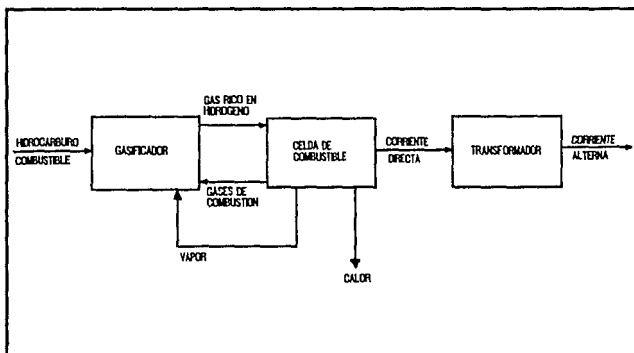 GAS RICO EN
HIDROGENO
HIDROCARBURO
COMBUSTIBLE
GASIFICADOR
CELDA DE
COMBUSTIBLE
CORRIENTE
DIRECTA
TRANSFORMADOR
CORRIENTE
ALTERNA
GASES DE
COMBUSTION
VAPOR
CALOR